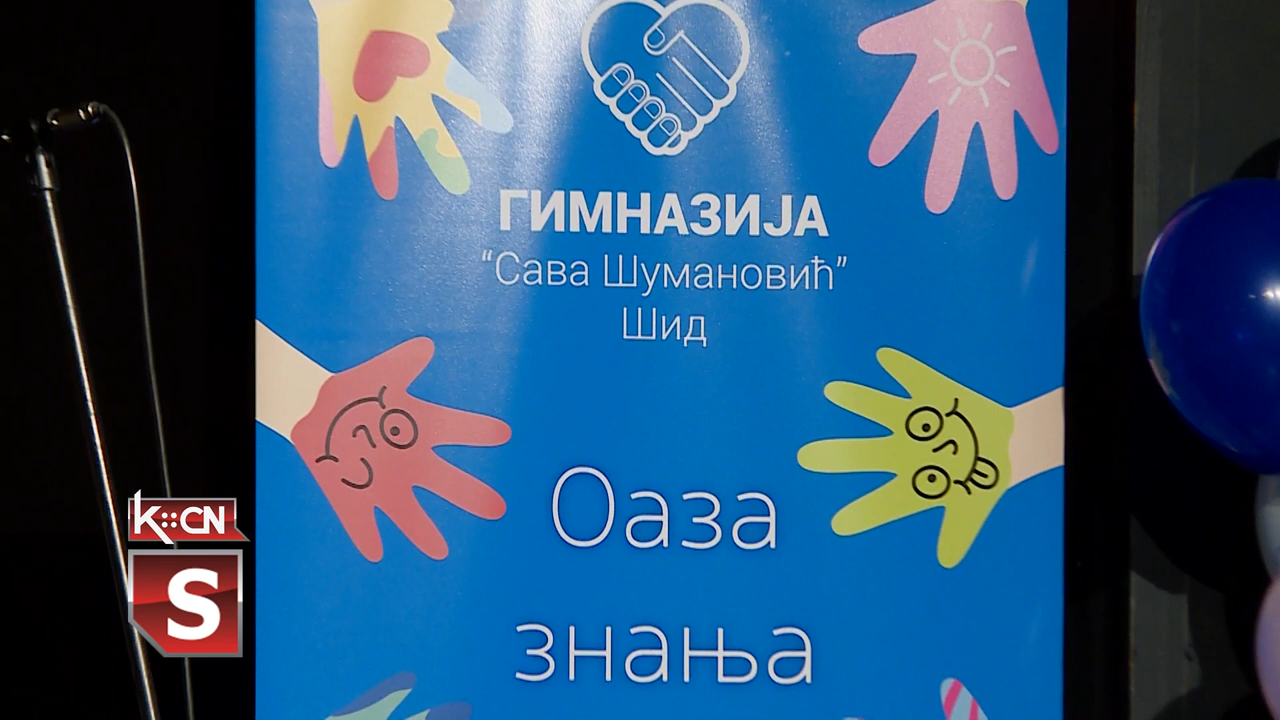 ГИМНАЗИЈА
“Сава Шумановић”
Шид
Оаза
знања
K::CN
S